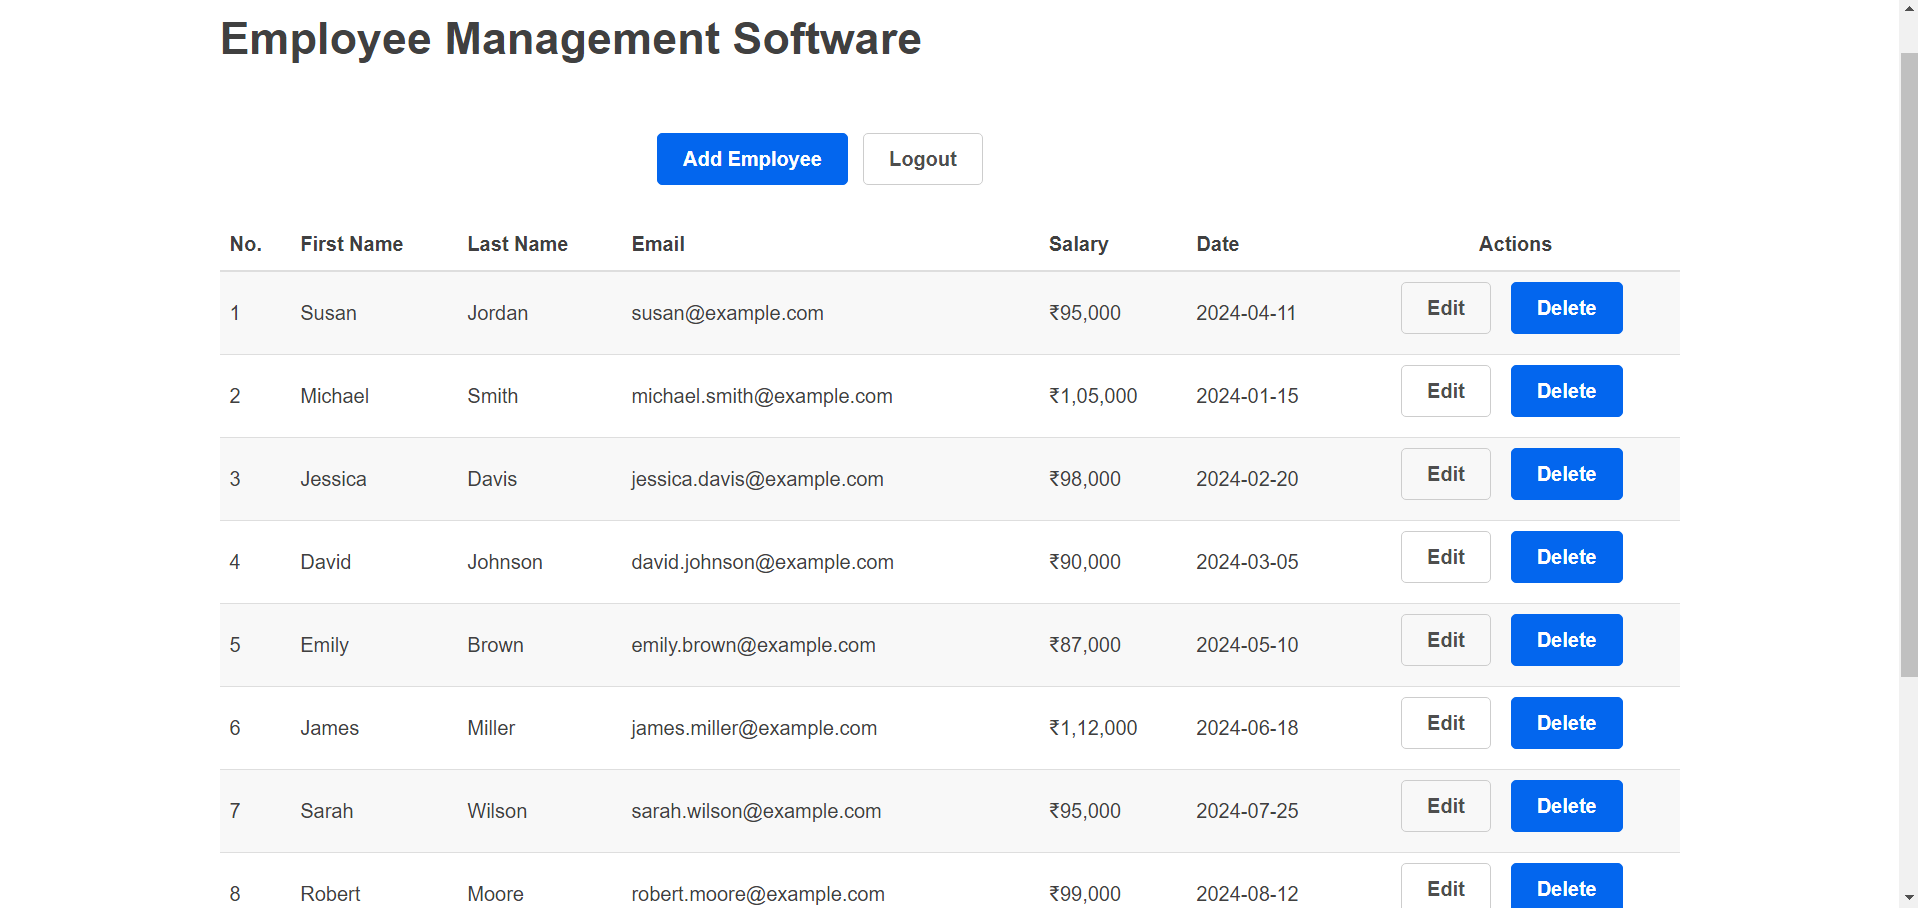 Employee Management Software
Add Employee Logout
No. First Name Last Name Email Salary Date Actions
1 Susan Jordan susan@example.com ₹95,000 2024-04-11 Edit Delete
2 Michael Smith michael.smith@example.com ₹1,05,000 2024-01-15 Edit Delete
3 Jessica Davis jessica.davis@example.com ₹98,000 2024-02-20 Edit Delete
4 David Johnson david.johnson@example.com ₹90,000 2024-03-05 Edit Delete
5 Emily Brown emily.brown@example.com ₹87,000 2024-05-10 Edit Delete
6 James Miller james.miller@example.com ₹1,12,000 2024-06-18 Edit Delete
7 Sarah Wilson sarah.wilson@example.com ₹95,000 2024-07-25 Edit Delete
8 Robert Moore robert.moore@example.com ₹99,000 2024-08-12 Edit Delete